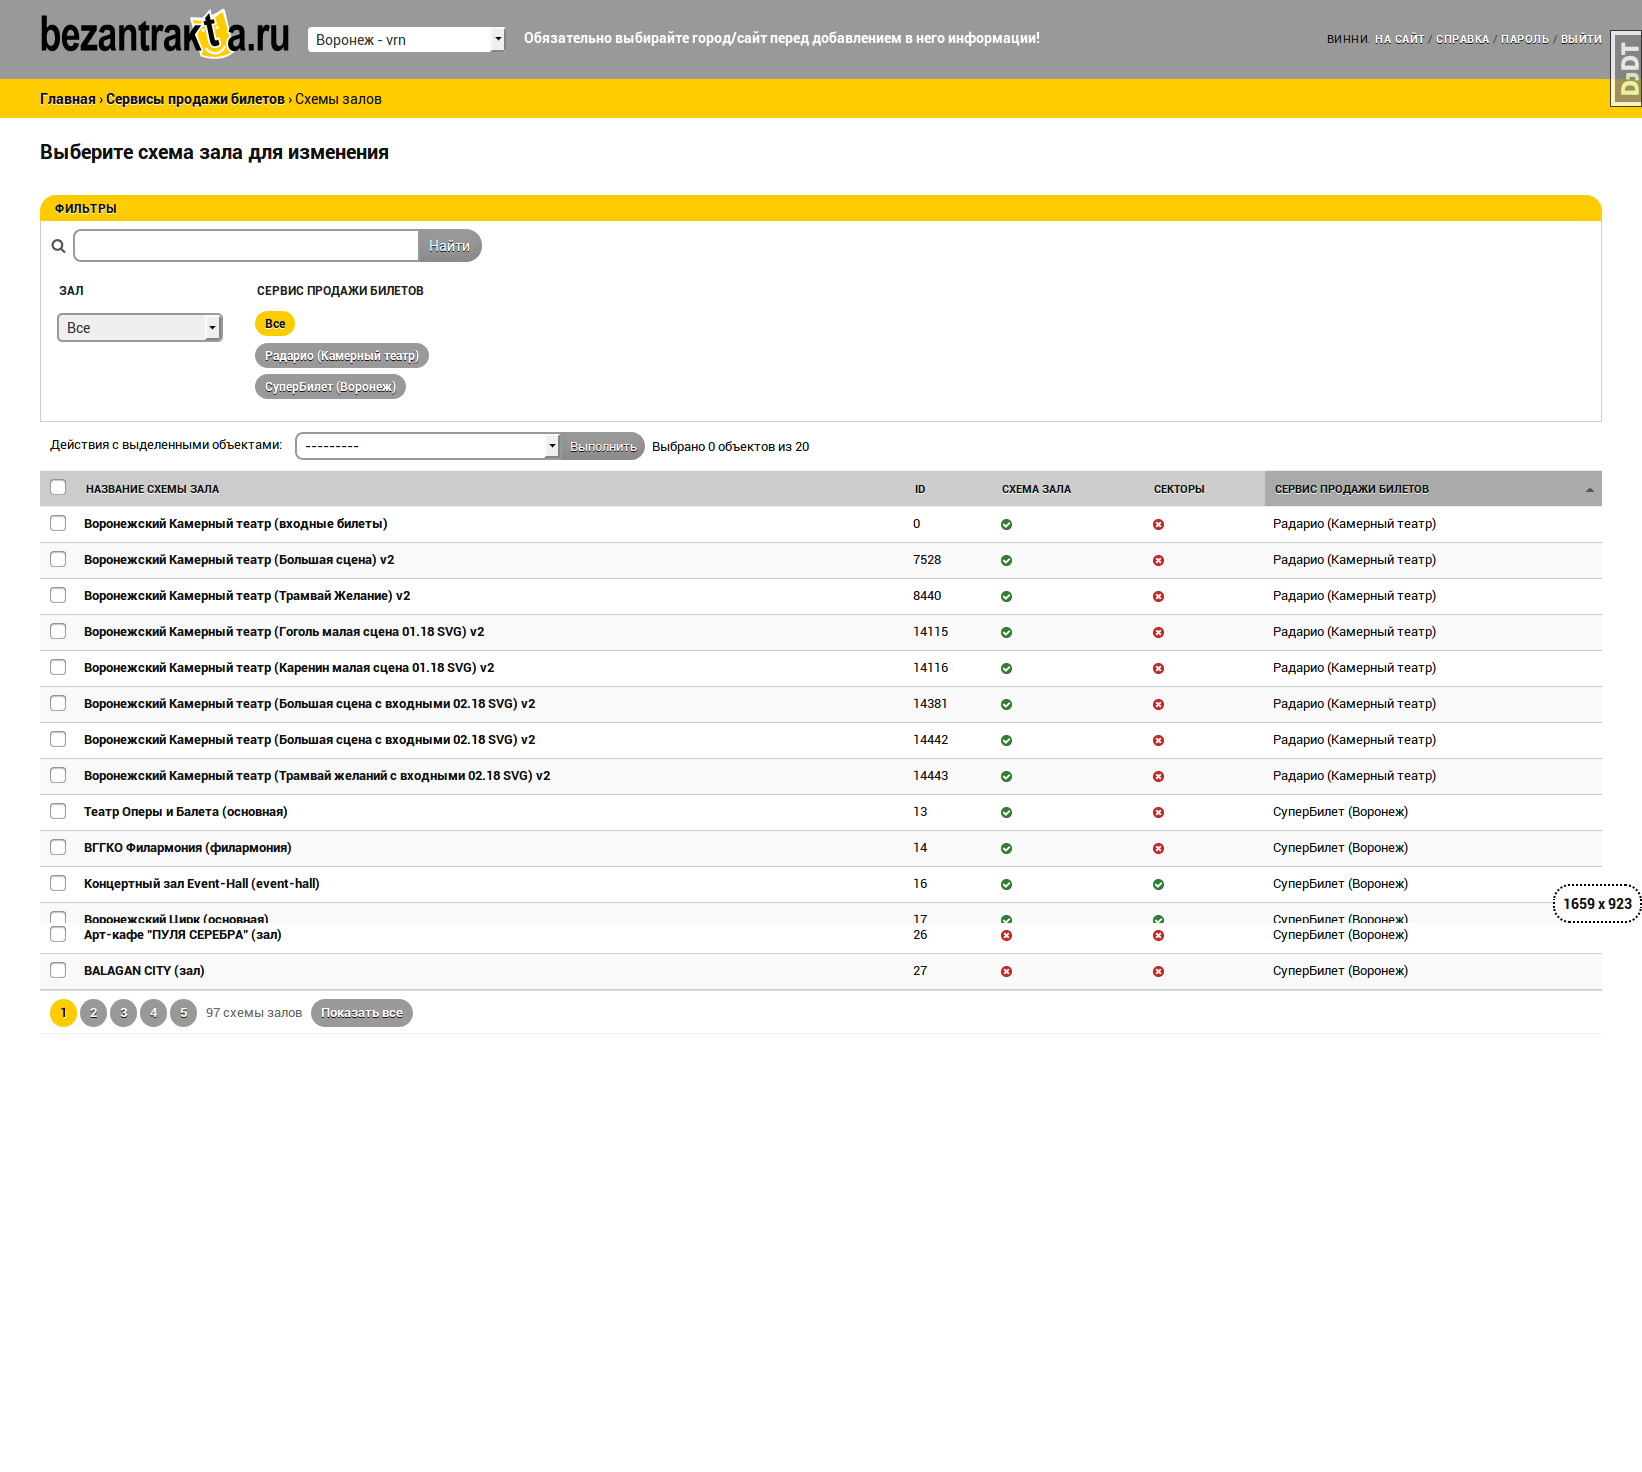 bezantrakta.ru
Воронеж - vrn
Обязательно выбирайте город/сайт перед добавлением в него информации!
ВИННИ. НА САЙТ / СПРАВКА / ПАРОЛЬ / ВЫЙТИ
DjDT
Главная › Сервисы продажи билетов › Схемы залов
Выберите схема зала для изменения
ФИЛЬТРЫ
Найти
ЗАЛ
СЕРВИС ПРОДАЖИ БИЛЕТОВ
Все
Все
Радарио (Камерный театр)
СуперБилет (Воронеж)
Действия с выделенными объектами: --------- Выполнить Выбрано 0 объектов из 20
НАЗВАНИЕ СХЕМЫ ЗАЛА ID СХЕМА ЗАЛА СЕКТОРЫ СЕРВИС ПРОДАЖИ БИЛЕТОВ
Воронежский Камерный театр (входные билеты) 0 Радарио (Камерный театр)
Воронежский Камерный театр (Большая сцена) v2 7528 Радарио (Камерный театр)
Воронежский Камерный театр (Трамвай Желание) v2 8440 Радарио (Камерный театр)
Воронежский Камерный театр (Гоголь малая сцена 01.18 SVG) v2 14115 Радарио (Камерный театр)
Воронежский Камерный театр (Каренин малая сцена 01.18 SVG) v2 14116 Радарио (Камерный театр)
Воронежский Камерный театр (Большая сцена с входными 02.18 SVG) v2 14381 Радарио (Камерный театр)
Воронежский Камерный театр (Большая сцена с входными 02.18 SVG) v2 14442 Радарио (Камерный театр)
Воронежский Камерный театр (Трамвай желаний с входными 02.18 SVG) v2 14443 Радарио (Камерный театр)
Театр Оперы и Балета (основная) 13 СуперБилет (Воронеж)
ВГГКО Филармония (филармония) 14 СуперБилет (Воронеж)
Концертный зал Event-Hall (event-hall) 16 СуперБилет (Воронеж)
Воронежский Цирк (основная) 17 СуперБилет (Воронеж)
1659 x 923
Арт-кафе "ПУЛЯ СЕРЕБРА" (зал) 26 СуперБилет (Воронеж)
BALAGAN CITY (зал) 27 СуперБилет (Воронеж)
1 2 3 4 5 97 схемы залов Показать все